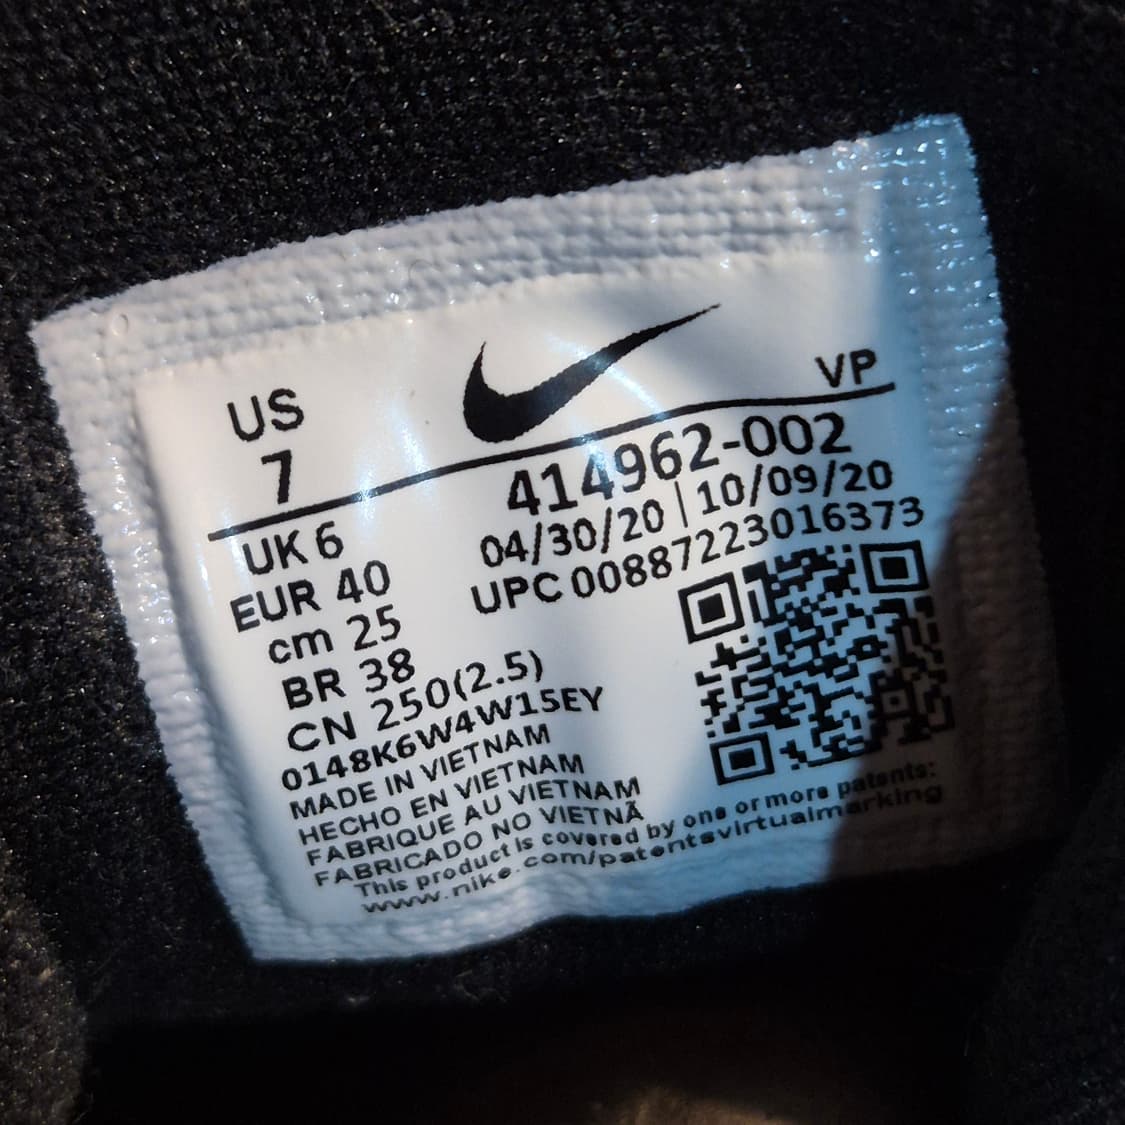 US
7
VP
UK 6
EUR 40
cm 25
BR 38
CN 250(2.5)
414962-002
04/30/20 | 10/09/20
UPC 00887223016373
0148K6W4W15EY
MADE IN VIETNAM
HECHO EN VIETNAM
FABRIQUE AU VIETNAM
FABRICADO NO VIETNÃ
This product is covered by one or more patents:
www.nike.com/patentsvirtualmarking